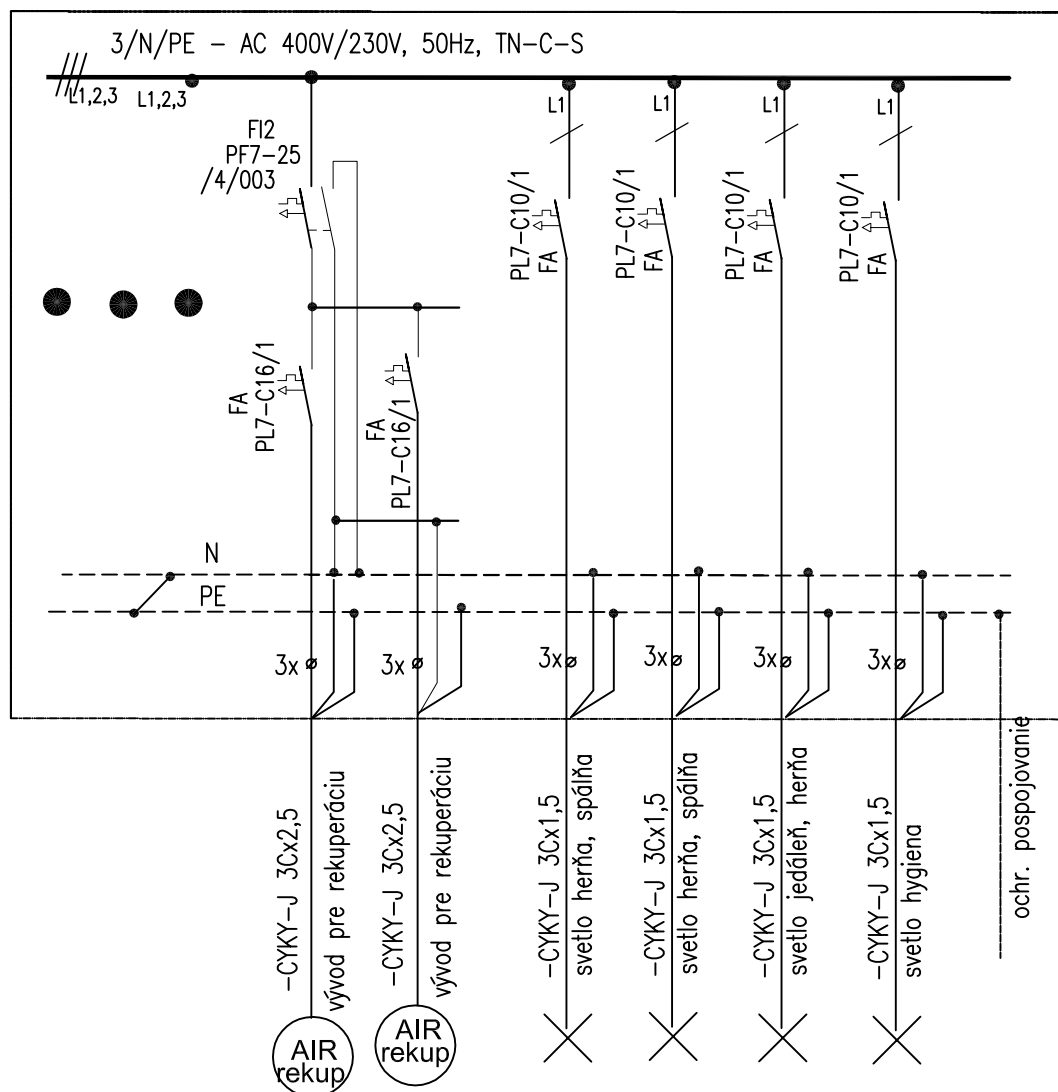 3/N/PE - AC 400V/230V, 50Hz, TN-C-S
L1,2,3
L1,2,3
L1
L1
L1
L1
FI2
PF7-25
/4/003
PL7-C10/1
FA
PL7-C10/1
FA
PL7-C10/1
FA
PL7-C10/1
FA
FA
PL7-C16/1
FA
PL7-C16/1
N
PE
3x
3x
3x
3x
3x
3x
-CYKY-J 3Cx2,5
vývod pre rekuperáciu
-CYKY-J 3Cx2,5
vývod pre rekuperáciu
-CYKY-J 3Cx1,5
svetlo herňa, spálňa
-CYKY-J 3Cx1,5
svetlo herňa, spálňa
-CYKY-J 3Cx1,5
svetlo jedáleň, herňa
-CYKY-J 3Cx1,5
svetlo hygiena
ochr. pospojovanie
AIR
rekup
AIR
rekup